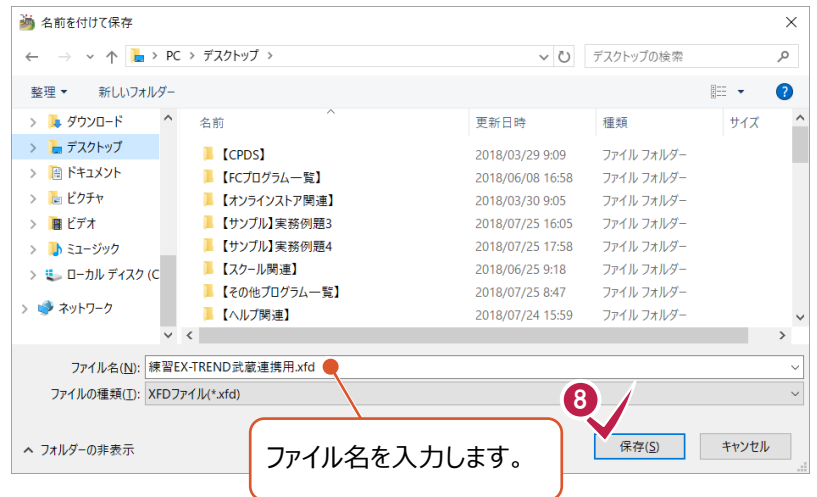 名前を付けて保存
PC > デスクトップ >
デスクトップの検索
整理 新しいフォルダー
ダウンロード
デスクトップ
ドキュメント
ピクチャ
ビデオ
ミュージック
ローカル ディスク (C
ネットワーク
名前 更新日時 種類 サイズ
【CPDS】 2018/03/29 9:09 ファイル フォルダー
【FCプログラム一覧】 2018/06/08 16:58 ファイル フォルダー
【オンラインストア関連】 2018/03/30 9:05 ファイル フォルダー
【サンプル】実務例題3 2018/07/25 16:05 ファイル フォルダー
【サンプル】実務例題4 2018/07/25 17:58 ファイル フォルダー
【スクール関連】 2018/06/25 9:18 ファイル フォルダー
【その他プログラム一覧】 2018/07/25 8:47 ファイル フォルダー
【ヘルプ関連】 2018/07/24 15:59 ファイル フォルダー
ファイル名(N): 練習EX-TREND武蔵連携用.xfd
ファイルの種類(T): XFDファイル(*.xfd)
8
ファイル名を入力します。
フォルダーの非表示
保存(S) キャンセル